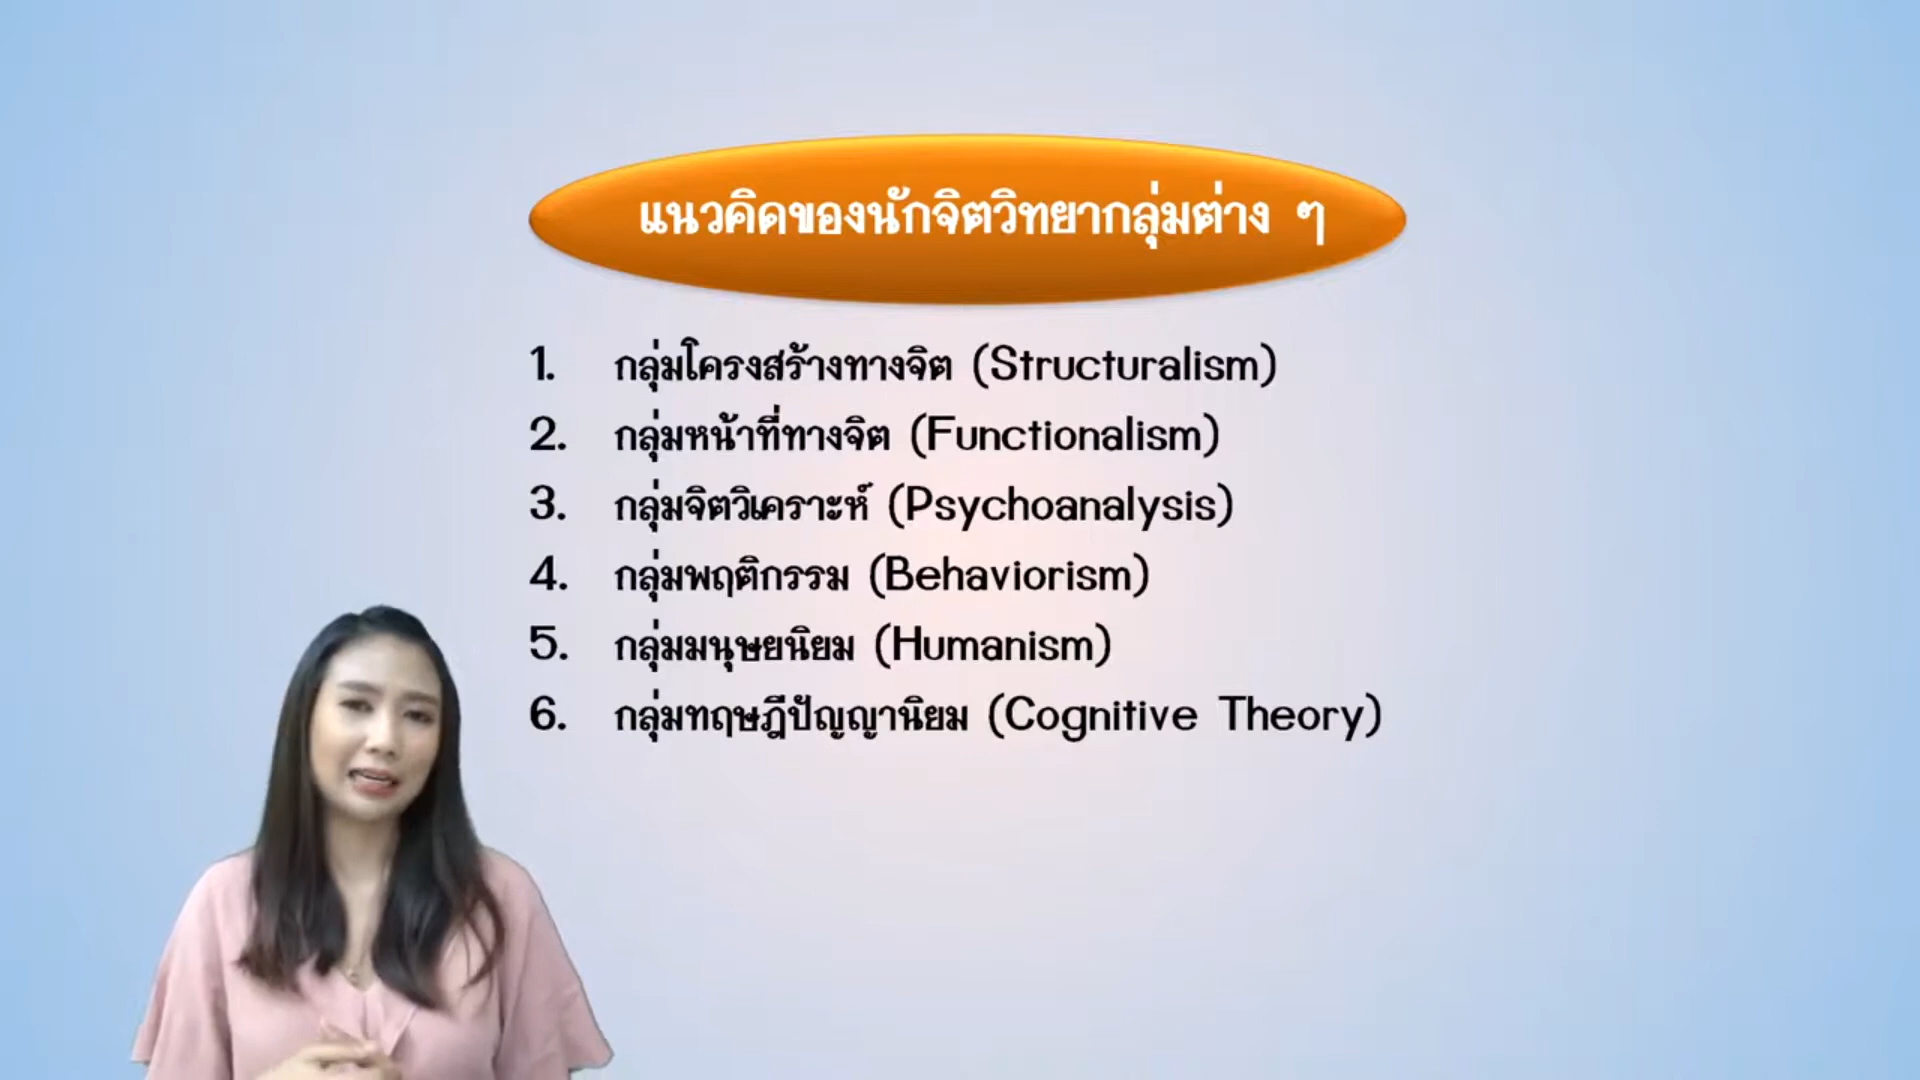 แนวคิดของนักจิตวิทยากลุ่มต่าง ๆ
1. กลุ่มโครงสร้างทางจิต (Structuralism)
2. กลุ่มหน้าที่ทางจิต (Functionalism)
3. กลุ่มจิตวิเคราะห์ (Psychoanalysis)
4. กลุ่มพฤติกรรม (Behaviorism)
5. กลุ่มมนุษยนิยม (Humanism)
6. กลุ่มทฤษฎีปัญญานิยม (Cognitive Theory)